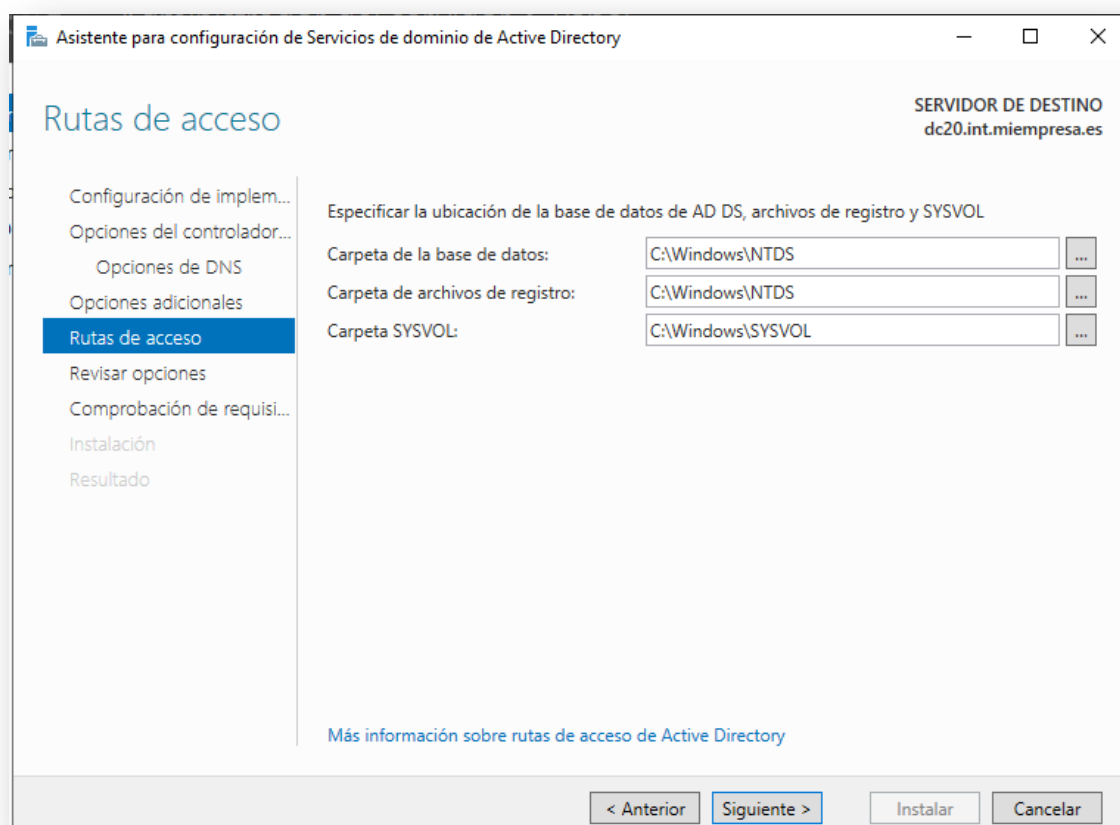 Asistente para configuración de Servicios de dominio de Active Directory
Rutas de acceso
SERVIDOR DE DESTINO
dc20.int.miempresa.es
Configuración de implem...
Opciones del controlador...
Opciones de DNS
Opciones adicionales
Rutas de acceso
Revisar opciones
Comprobación de requisi...
Instalación
Resultado
Especificar la ubicación de la base de datos de AD DS, archivos de registro y SYSVOL
Carpeta de la base de datos: C:\Windows\NTDS ...
Carpeta de archivos de registro: C:\Windows\NTDS ...
Carpeta SYSVOL: C:\Windows\SYSVOL ...
Más información sobre rutas de acceso de Active Directory
< Anterior Siguiente > Instalar Cancelar